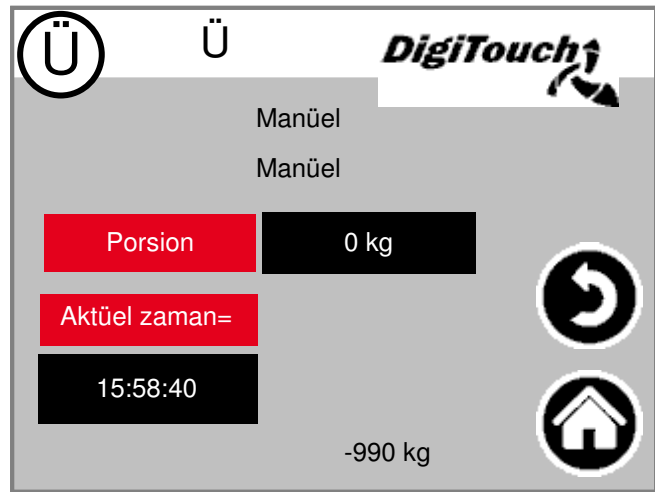 Ü
Ü
DigiTouch
Manüel
Manüel
Porsion
0 kg
Aktüel zaman=
15:58:40
-990 kg